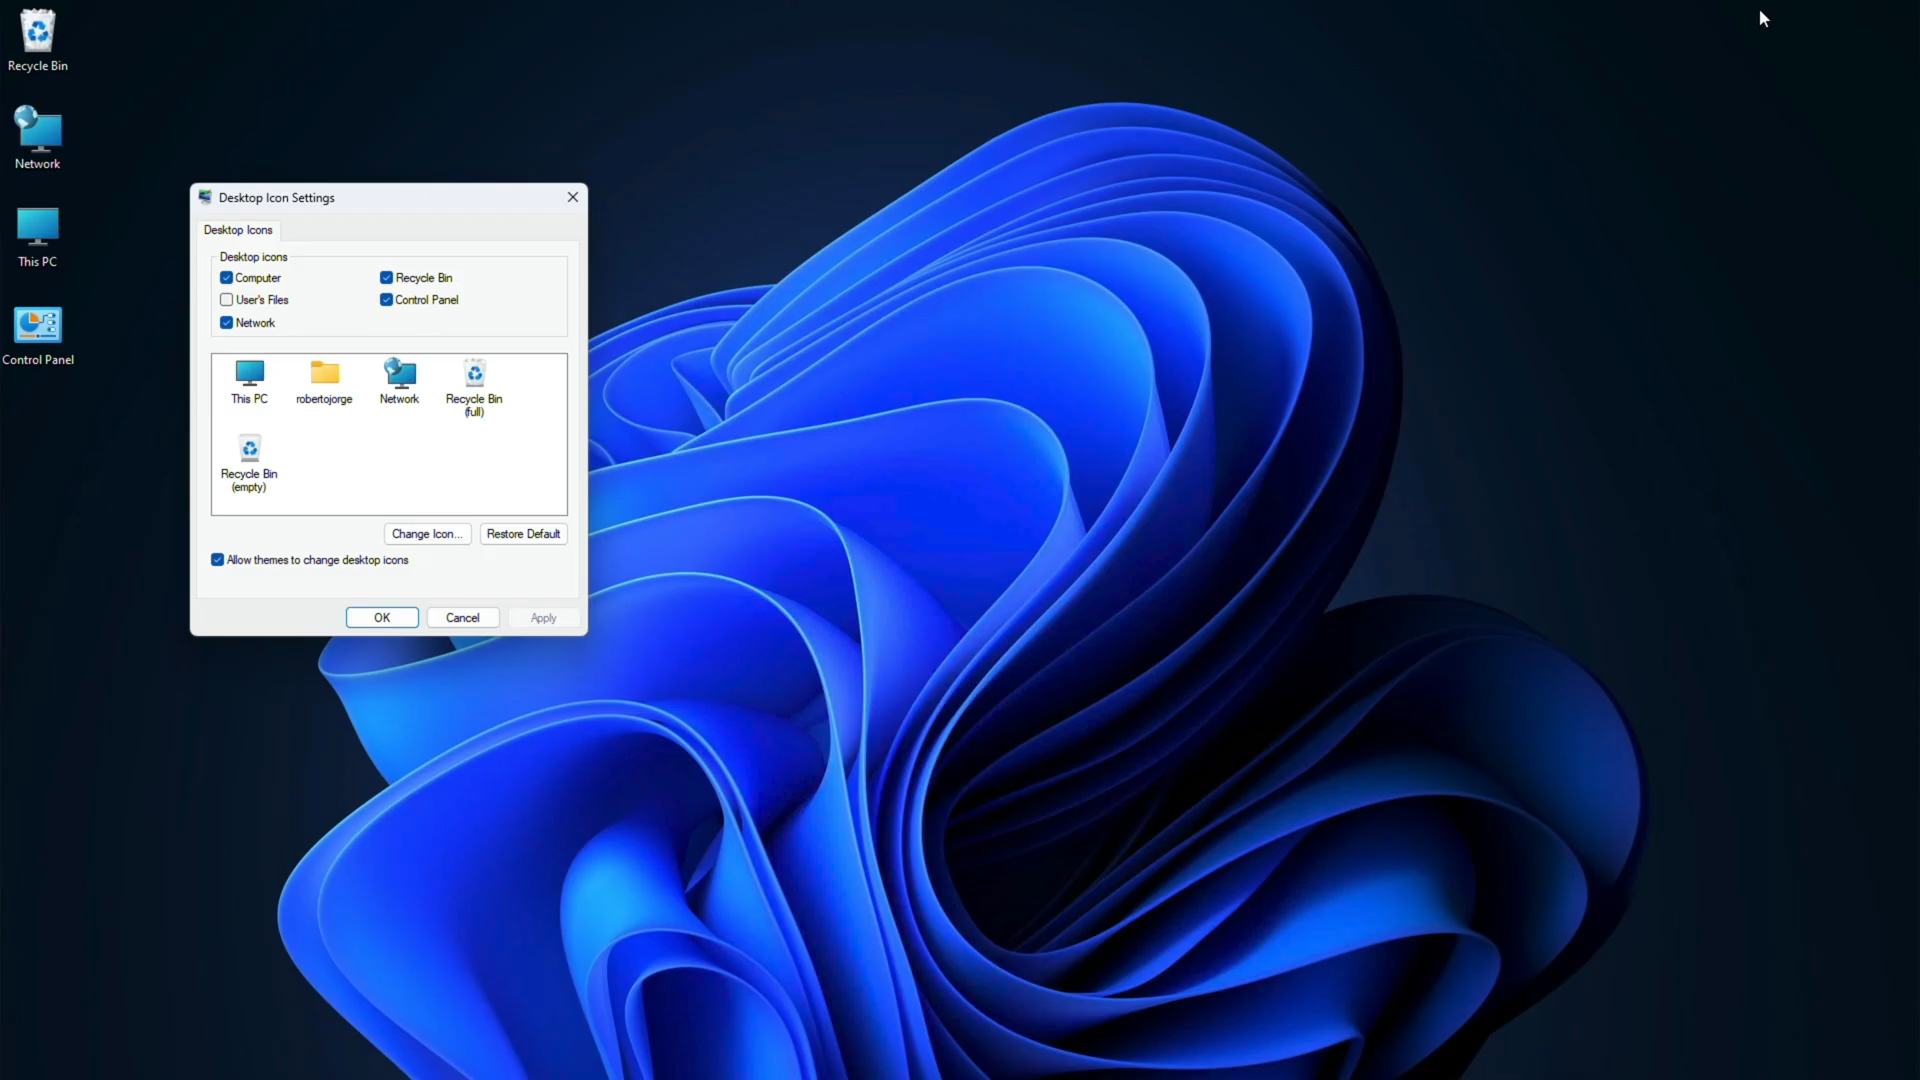 Recycle Bin
Network
This PC
Control Panel
Desktop Icon Settings
Desktop Icons
Desktop icons
Computer
Recycle Bin
User's Files
Control Panel
Network
This PC
robertojorge
Network
Recycle Bin
(full)
Recycle Bin
(empty)
Change Icon...
Restore Default
Allow themes to change desktop icons
OK
Cancel
Apply